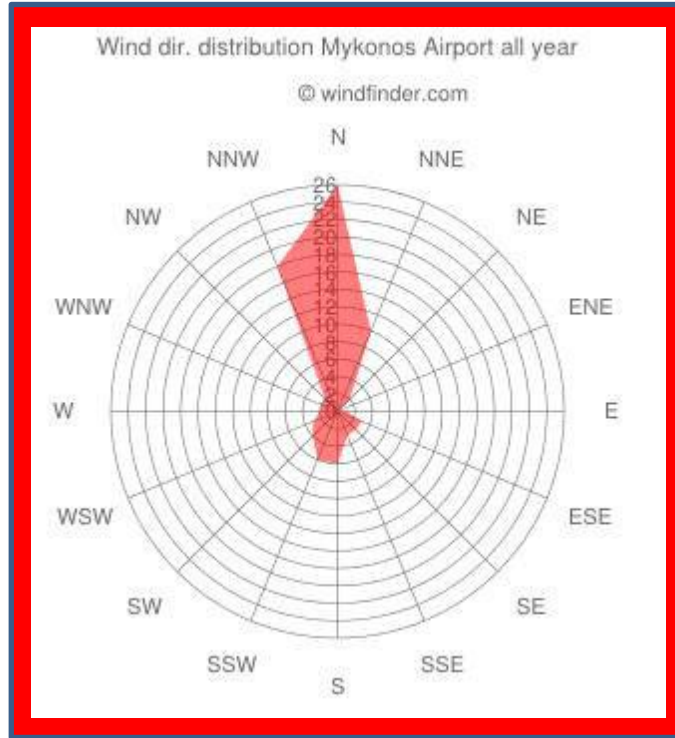 Wind dir. distribution Mykonos Airport all year
© windfinder.com
N
NNW
NNE
NW
NE
WNW
ENE
W
E
WSW
ESE
SW
SE
SSW
SSE
S
26
24
22
20
18
16
14
12
10
8
6
4
2
0